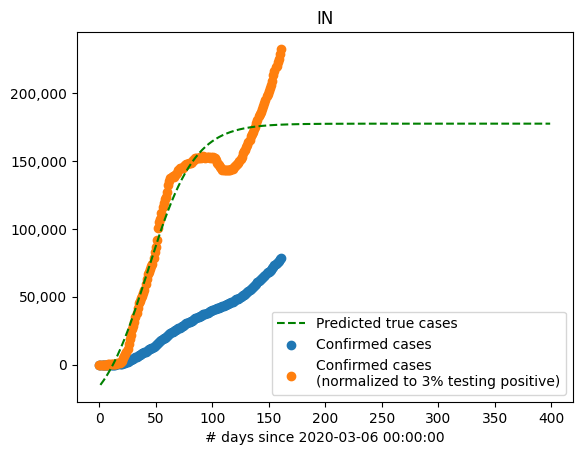 IN
200,000
150,000
100,000
50,000
0
Predicted true cases
Confirmed cases
Confirmed cases
(normalized to 3% testing positive)
0 50 100 150 200 250 300 350 400
# days since 2020-03-06 00:00:00